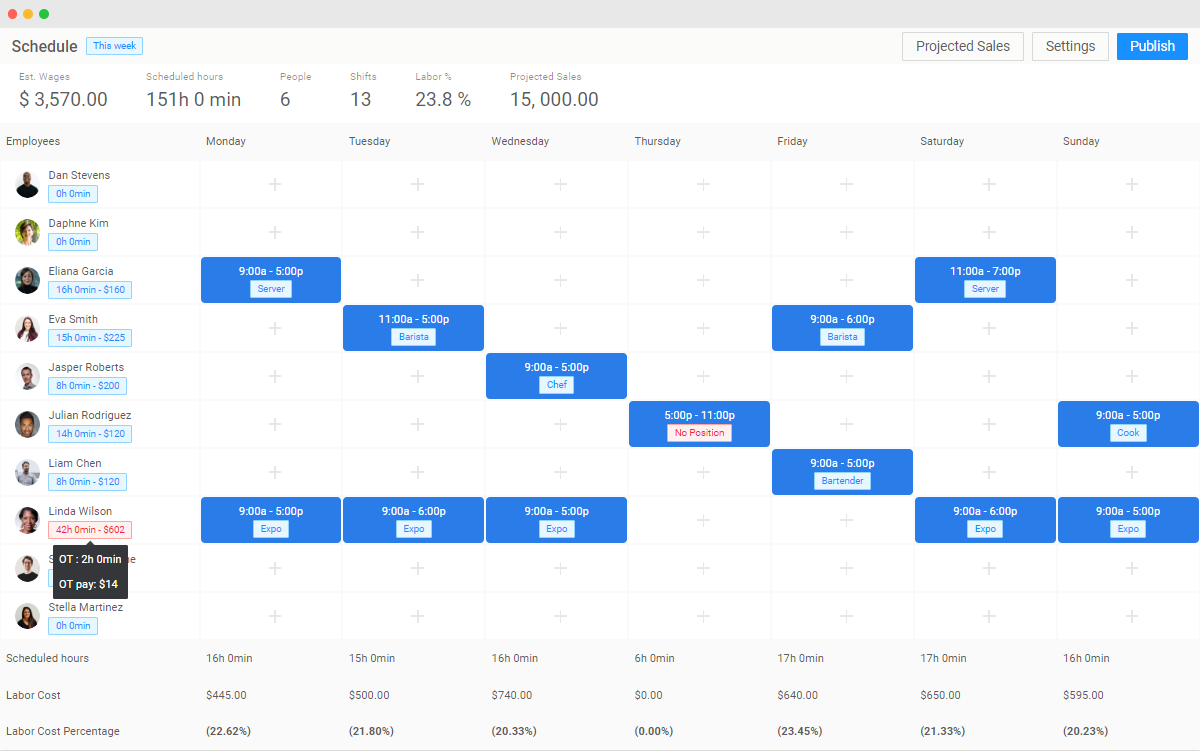 Schedule This week Projected Sales Settings Publish
Est. Wages Scheduled hours People Shifts Labor % Projected Sales
$ 3,570.00 151h 0 min 6 13 23.8 % 15, 000.00
Employees Monday Tuesday Wednesday Thursday Friday Saturday Sunday
Dan Stevens
0h 0min
Daphne Kim
0h 0min
Eliana Garcia 9:00a - 5:00p 11:00a - 7:00p
16h 0min - $160 Server Server
Eva Smith 11:00a - 5:00p 9:00a - 6:00p
15h 0min - $225 Barista Barista
Jasper Roberts 9:00a - 5:00p
8h 0min - $200 Chef
Julian Rodriguez 5:00p - 11:00p 9:00a - 5:00p
14h 0min - $120 No Position Cook
Liam Chen 9:00a - 5:00p
8h 0min - $120 Bartender
Linda Wilson 9:00a - 5:00p 9:00a - 6:00p 9:00a - 5:00p 9:00a - 6:00p 9:00a - 5:00p
42h 0min - $602 Expo Expo Expo Expo Expo
OT : 2h 0min
OT pay: $14
Stella Martinez
0h 0min
Scheduled hours 16h 0min 15h 0min 16h 0min 6h 0min 17h 0min 17h 0min 16h 0min
Labor Cost $445.00 $500.00 $740.00 $0.00 $640.00 $650.00 $595.00
Labor Cost Percentage (22.62%) (21.80%) (20.33%) (0.00%) (23.45%) (21.33%) (20.23%)